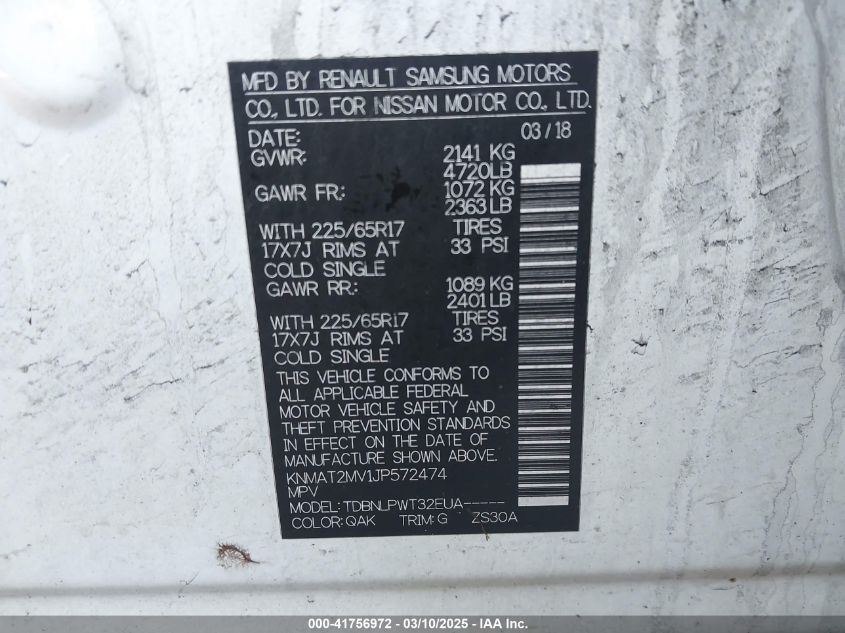 MFD BY RENAULT SAMSUNG MOTORS
CO., LTD. FOR NISSAN MOTOR CO., LTD.
DATE: 03/18
GVWR: 2141 KG
4720LB
GAWR FR: 1072 KG
2363 LB
WITH 225/65R17 TIRES
17X7J RIMS AT 33 PSI
COLD SINGLE
GAWR RR: 1089 KG
2401 LB
WITH 225/65R17 TIRES
17X7J RIMS AT 33 PSI
COLD SINGLE
THIS VEHICLE CONFORMS TO
ALL APPLICABLE FEDERAL
MOTOR VEHICLE SAFETY AND
THEFT PREVENTION STANDARDS
IN EFFECT ON THE DATE OF
MANUFACTURE SHOWN ABOVE.
KNMAT2MV1JP572474
MPV
MODEL: TDBNLPWT32EUA-----
COLOR: QAK TRIM: G ZS30A
000-41756972 - 03/10/2025 - IAA Inc.